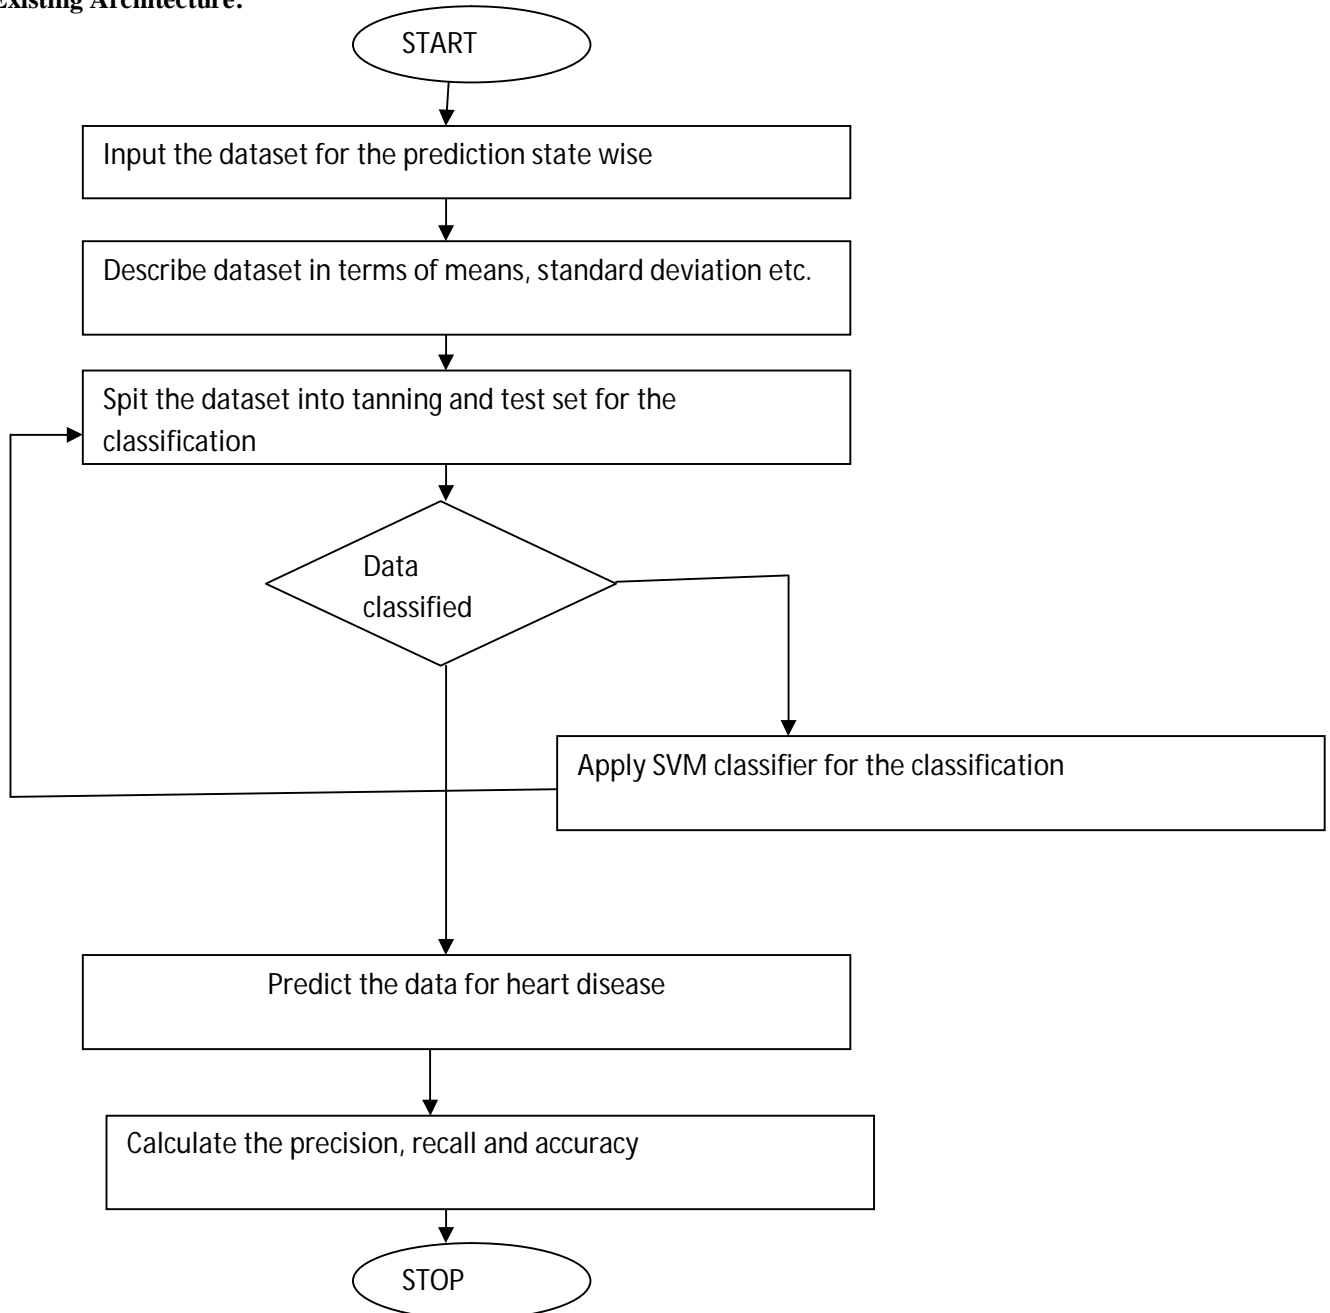 Existing Architecture:
START
Input the dataset for the prediction state wise
Describe dataset in terms of means, standard deviation etc.
Spit the dataset into tanning and test set for the
classification
Data
classified
Apply SVM classifier for the classification
Predict the data for heart disease
Calculate the precision, recall and accuracy
STOP